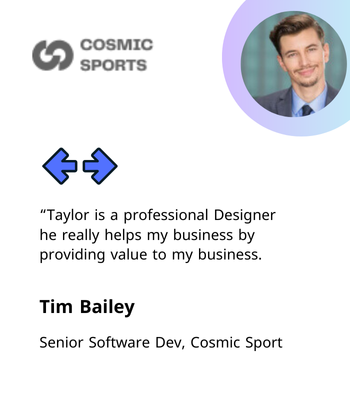 COSMIC
SPORTS
“Taylor is a professional Designer
he really helps my business by
providing value to my business.
Tim Bailey
Senior Software Dev, Cosmic Sport